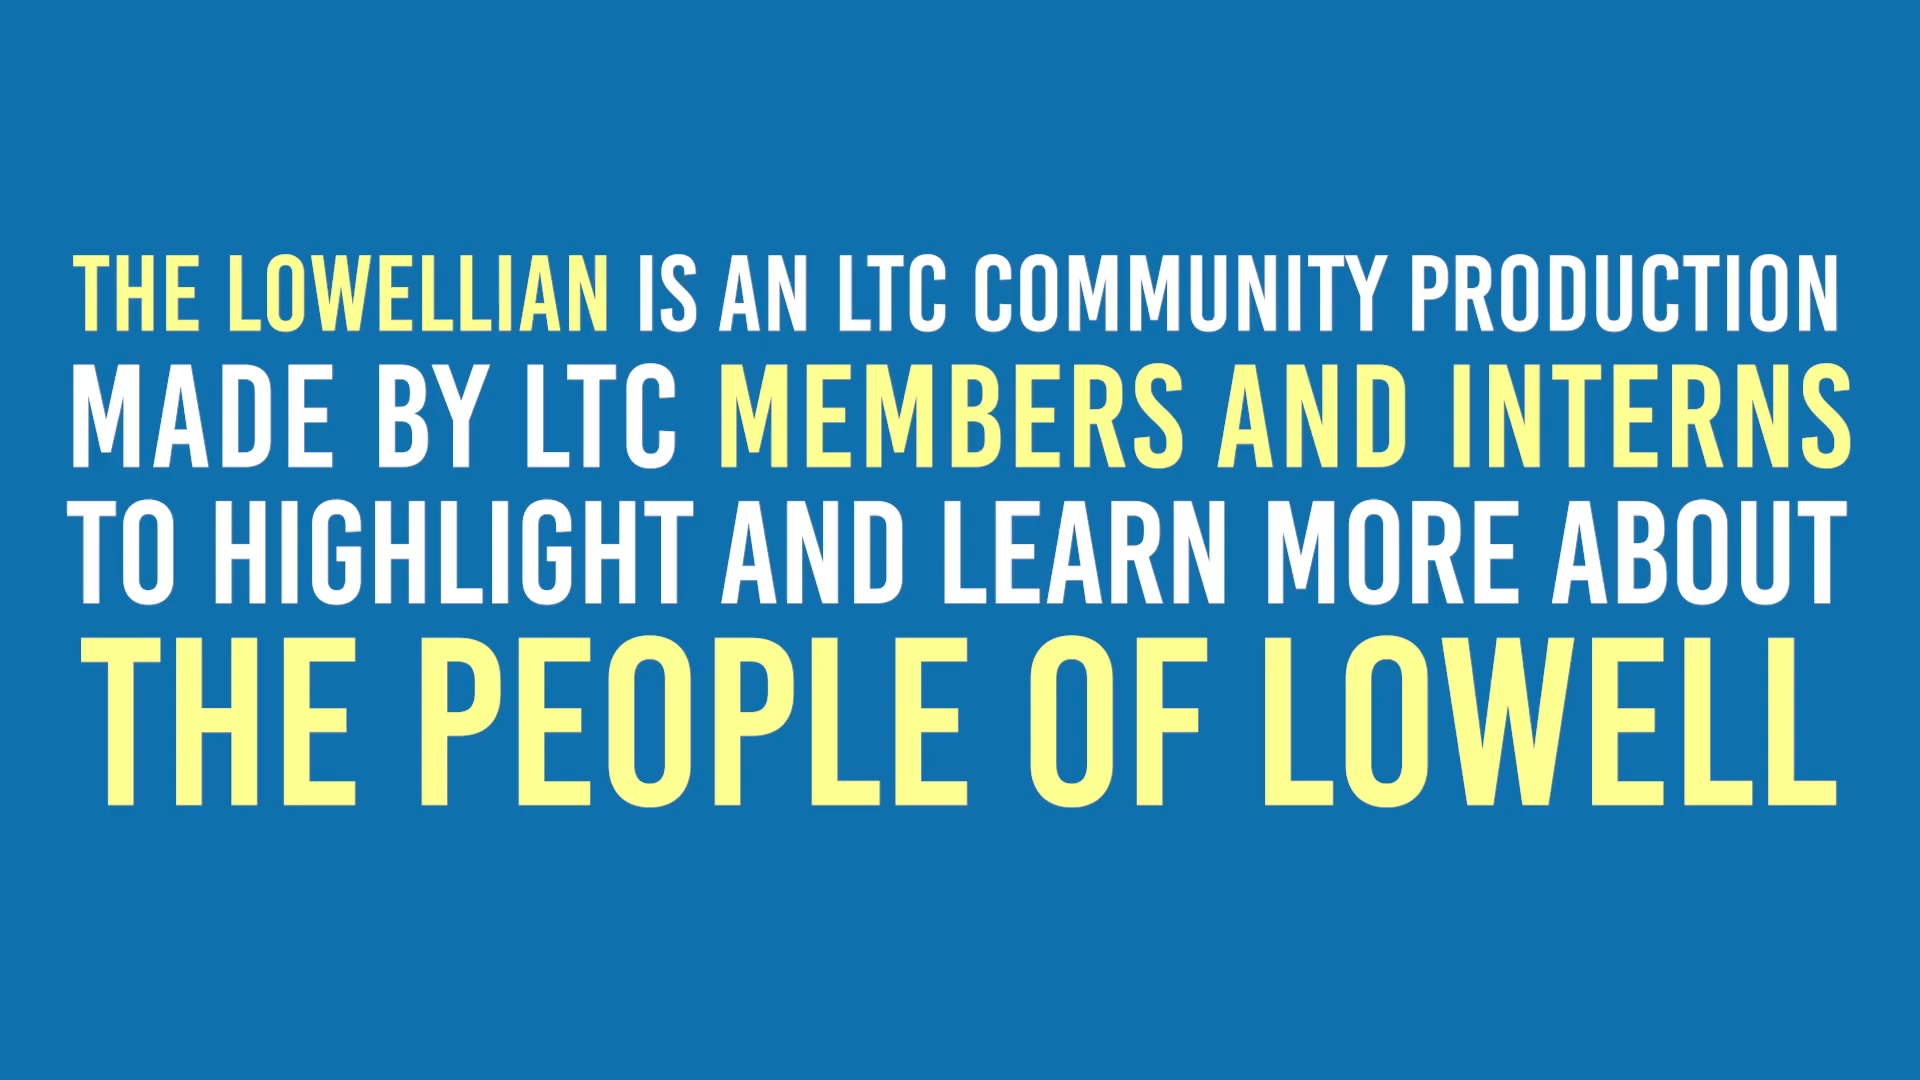 THE LOWELLIAN IS AN LTC COMMUNITY PRODUCTION
MADE BY LTC MEMBERS AND INTERNS
TO HIGHLIGHT AND LEARN MORE ABOUT
THE PEOPLE OF LOWELL